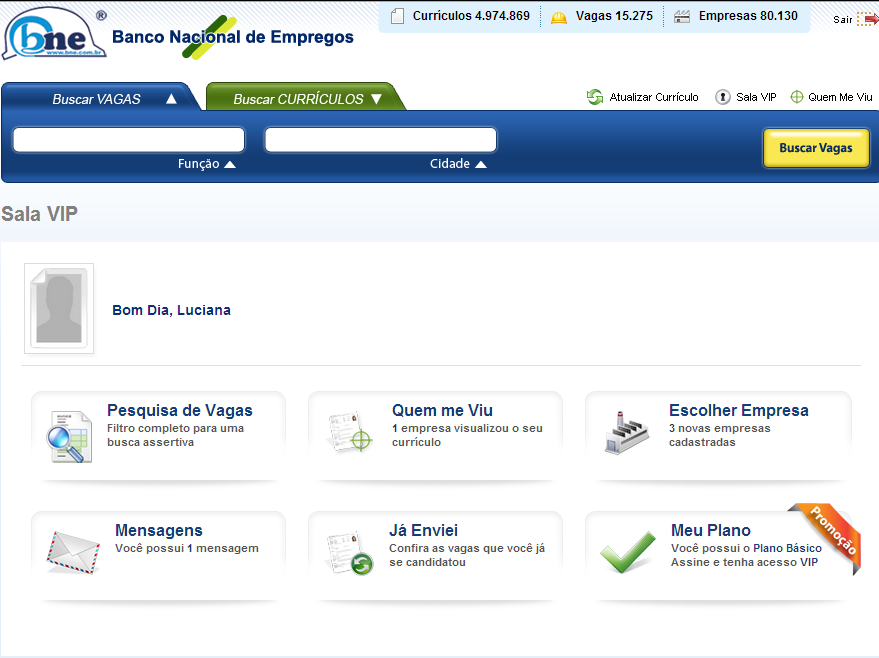 bne ®
www.bne.com.br
Banco Nacional de Empregos
Currículos 4.974.869
Vagas 15.275
Empresas 80.130
Sair
Buscar VAGAS
Buscar CURRÍCULOS
Atualizar Currículo
Sala VIP
Quem Me Viu
Função
Cidade
Buscar Vagas
Sala VIP
Bom Dia, Luciana
Pesquisa de Vagas
Filtro completo para uma
busca assertiva
Quem me Viu
1 empresa visualizou o seu
currículo
Escolher Empresa
3 novas empresas
cadastradas
Mensagens
Você possui 1 mensagem
Já Enviei
Confira as vagas que você já
se candidatou
Meu Plano
Você possui o Plano Básico
Assine e tenha acesso VIP
Promoção